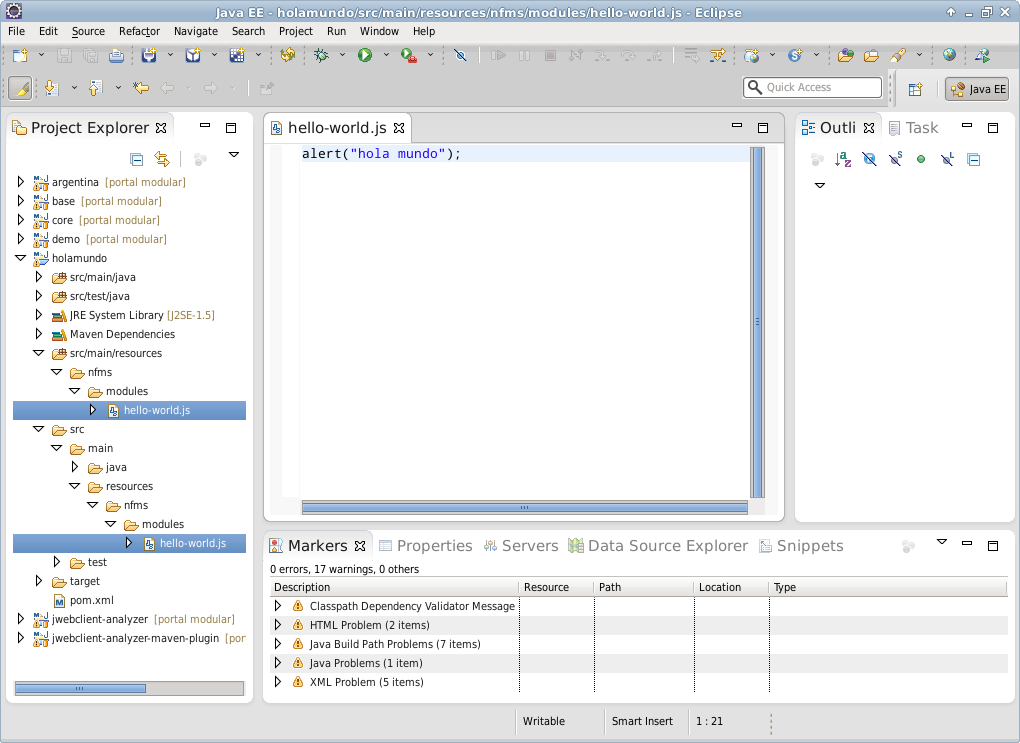 Java EE - holamundo/src/main/resources/nfms/modules/hello-world.js - Eclipse
File Edit Source Refactor Navigate Search Project Run Window Help
Quick Access
Java EE
Project Explorer
argentina [portal modular]
base [portal modular]
core [portal modular]
demo [portal modular]
holamundo
src/main/java
src/test/java
JRE System Library [J2SE-1.5]
Maven Dependencies
src/main/resources
nfms
modules
hello-world.js
src
main
java
resources
nfms
modules
hello-world.js
test
target
pom.xml
jwebclient-analyzer [portal modular]
jwebclient-analyzer-maven-plugin [por
hello-world.js
alert("hola mundo");
Outli Task
Markers Properties Servers Data Source Explorer Snippets
0 errors, 17 warnings, 0 others
Description Resource Path Location Type
Classpath Dependency Validator Message
HTML Problem (2 items)
Java Build Path Problems (7 items)
Java Problems (1 item)
XML Problem (5 items)
Writable Smart Insert 1 : 21